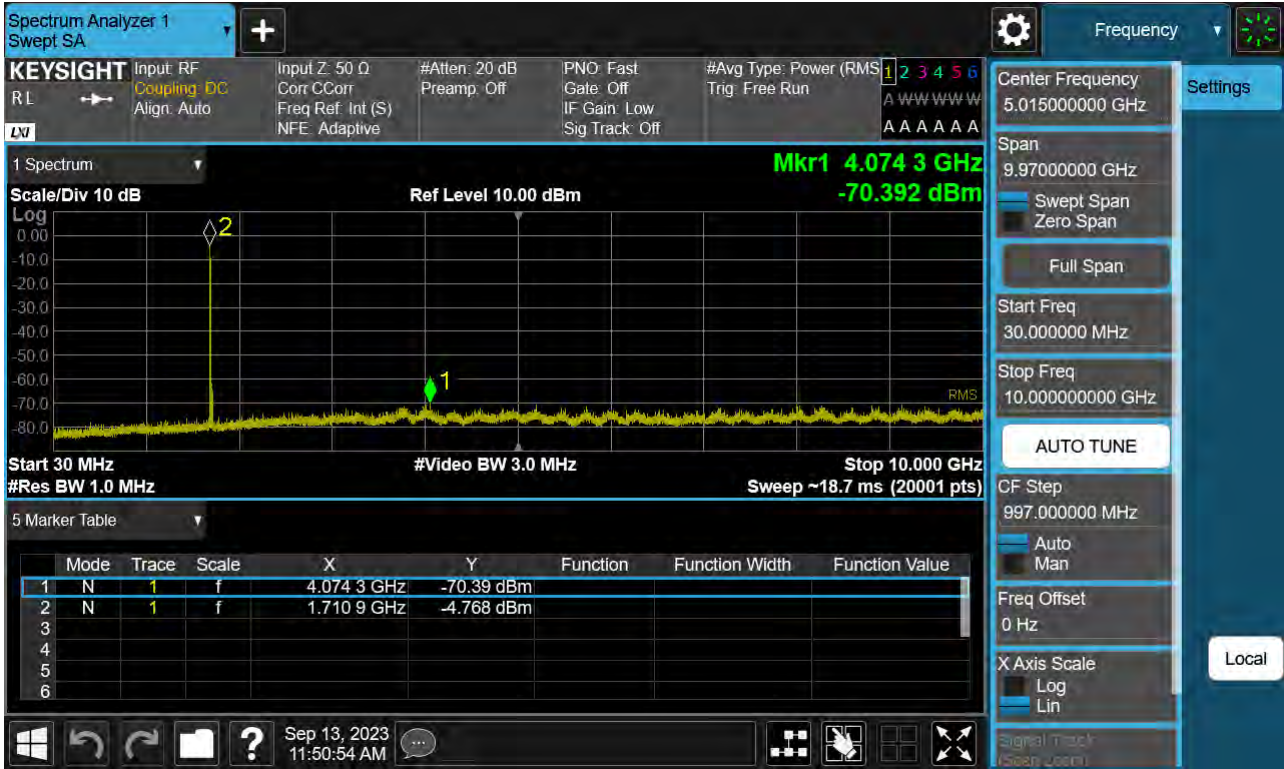 Spectrum Analyzer 1
Swept SA
+
Frequency
KEYSIGHT
RL
LXI
Input: RF
Coupling: DC
Align: Auto
Input Z: 50 Ω
Corr CCorr
Freq Ref: Int (S)
NFE: Adaptive
#Atten: 20 dB
Preamp: Off
PNO: Fast
Gate: Off
IF Gain: Low
Sig Track: Off
#Avg Type: Power (RMS
Trig: Free Run
1 2 3 4 5 6
A W W W W W
A A A A A A
1 Spectrum
Mkr1 4.074 3 GHz
-70.392 dBm
Scale/Div 10 dB
Ref Level 10.00 dBm
Log
0.00
-10.0
-20.0
-30.0
-40.0
-50.0
-60.0
-70.0
-80.0
2
1
RMS
Start 30 MHz
#Video BW 3.0 MHz
Stop 10.000 GHz
#Res BW 1.0 MHz
Sweep ~18.7 ms (20001 pts)
5 Marker Table
Mode Trace Scale X Y Function Function Width Function Value
1 N 1 f 4.074 3 GHz -70.39 dBm
2 N 1 f 1.710 9 GHz -4.768 dBm
3
4
5
6
Sep 13, 2023
11:50:54 AM
?
Center Frequency
5.015000000 GHz
Settings
Span
9.97000000 GHz
Swept Span
Zero Span
Full Span
Start Freq
30.000000 MHz
Stop Freq
10.000000000 GHz
AUTO TUNE
CF Step
997.000000 MHz
Auto
Man
Freq Offset
0 Hz
X Axis Scale
Log
Lin
Local
Signal Track
(Span Zoom)